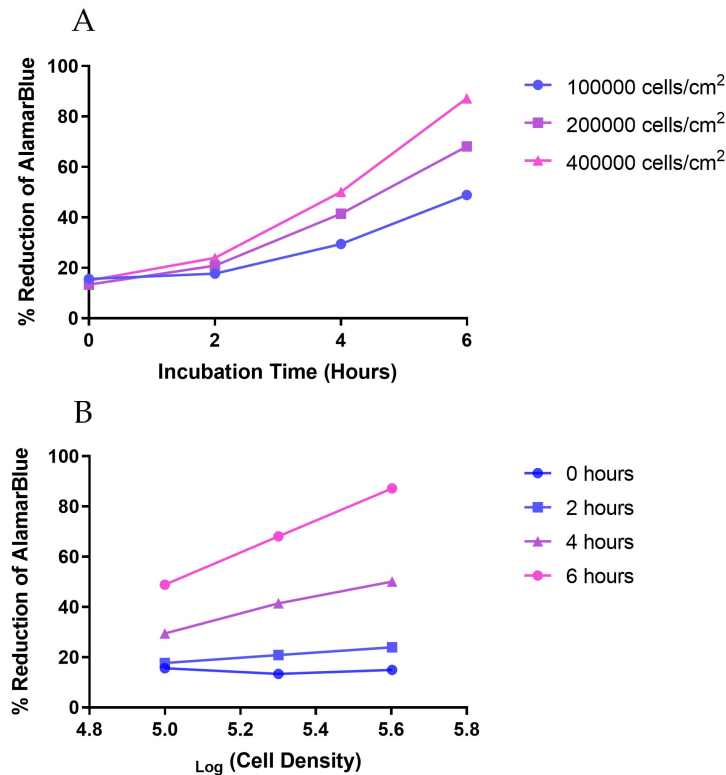 A
% Reduction of AlamarBlue
100
80
60
40
20
0
0 2 4 6
Incubation Time (Hours)
100000 cells/cm²
200000 cells/cm²
400000 cells/cm²
B
% Reduction of AlamarBlue
100
80
60
40
20
0
4.8 5.0 5.2 5.4 5.6 5.8
Log (Cell Density)
0 hours
2 hours
4 hours
6 hours